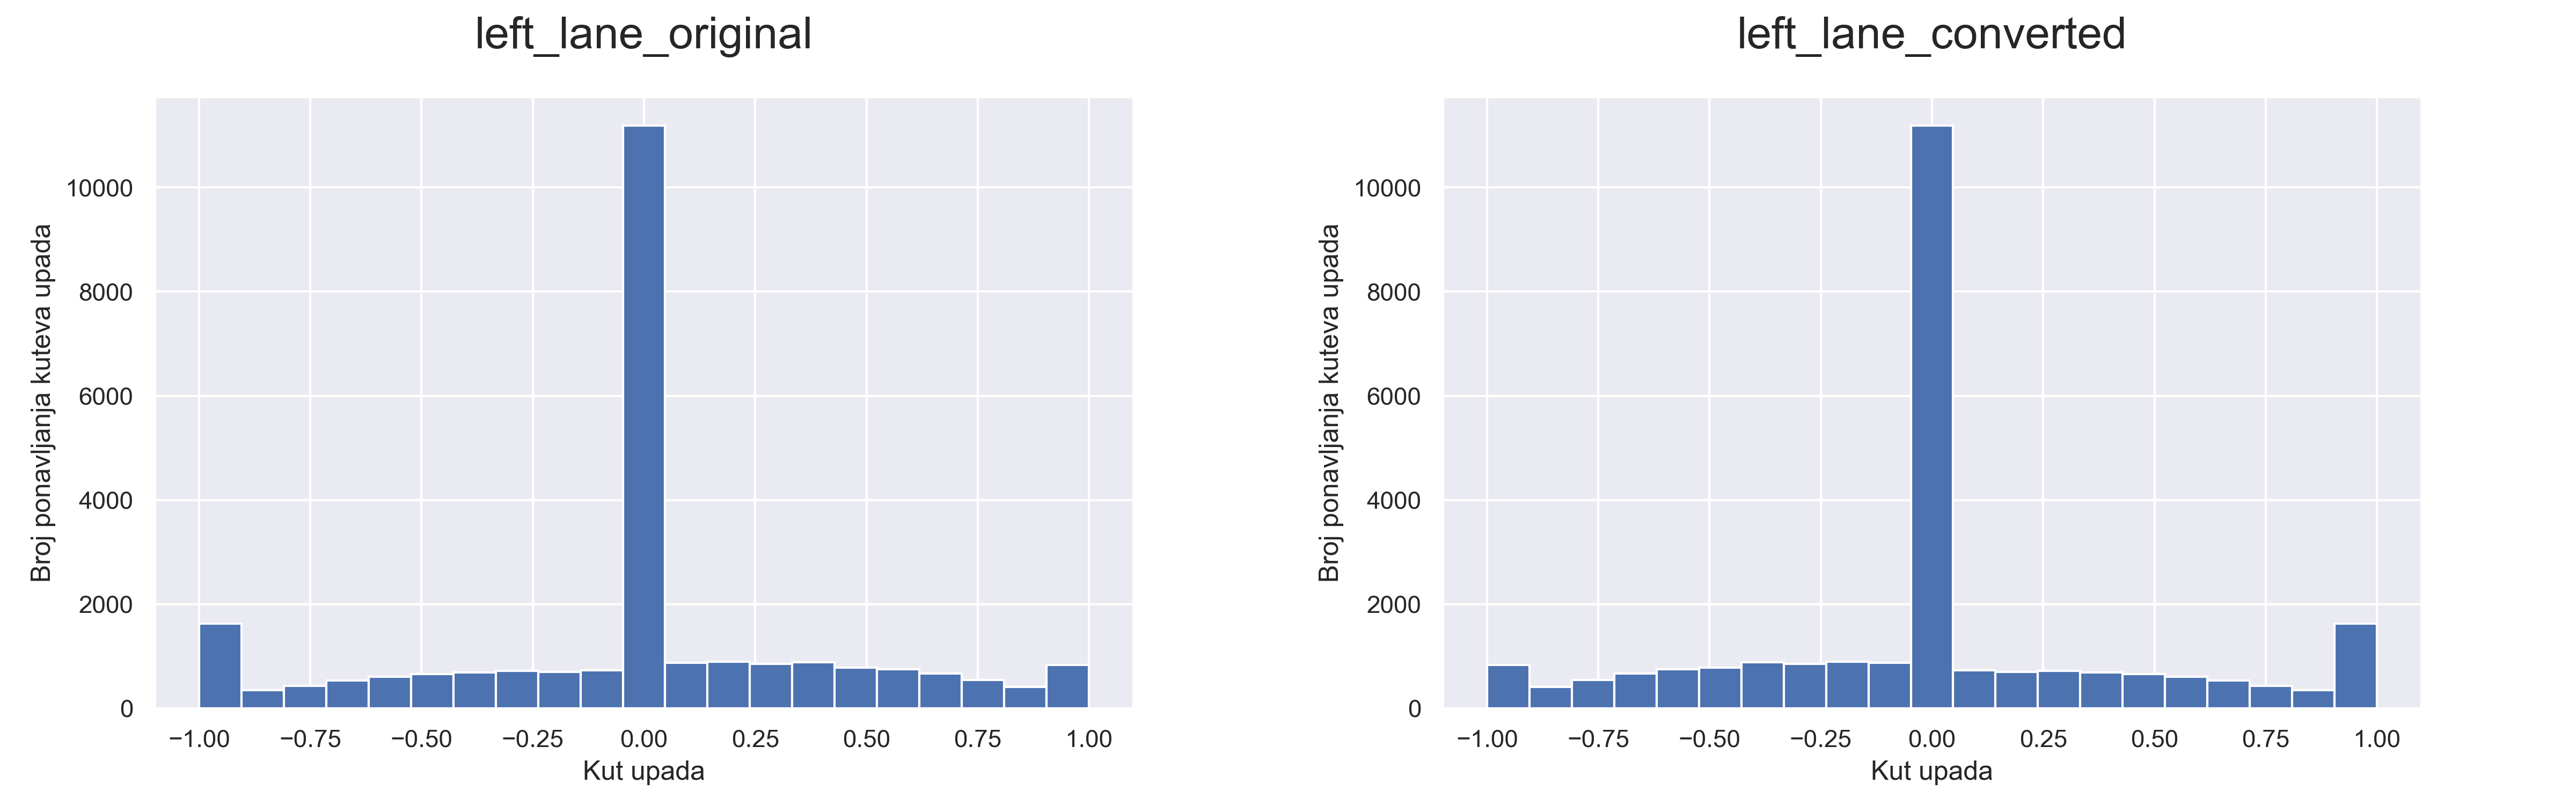 left_lane_original
10000
8000
6000
4000
2000
0
Broj ponavljanja kuteva upada
−1.00 −0.75 −0.50 −0.25 0.00 0.25 0.50 0.75 1.00
Kut upada
left_lane_converted
10000
8000
6000
4000
2000
0
Broj ponavljanja kuteva upada
−1.00 −0.75 −0.50 −0.25 0.00 0.25 0.50 0.75 1.00
Kut upada